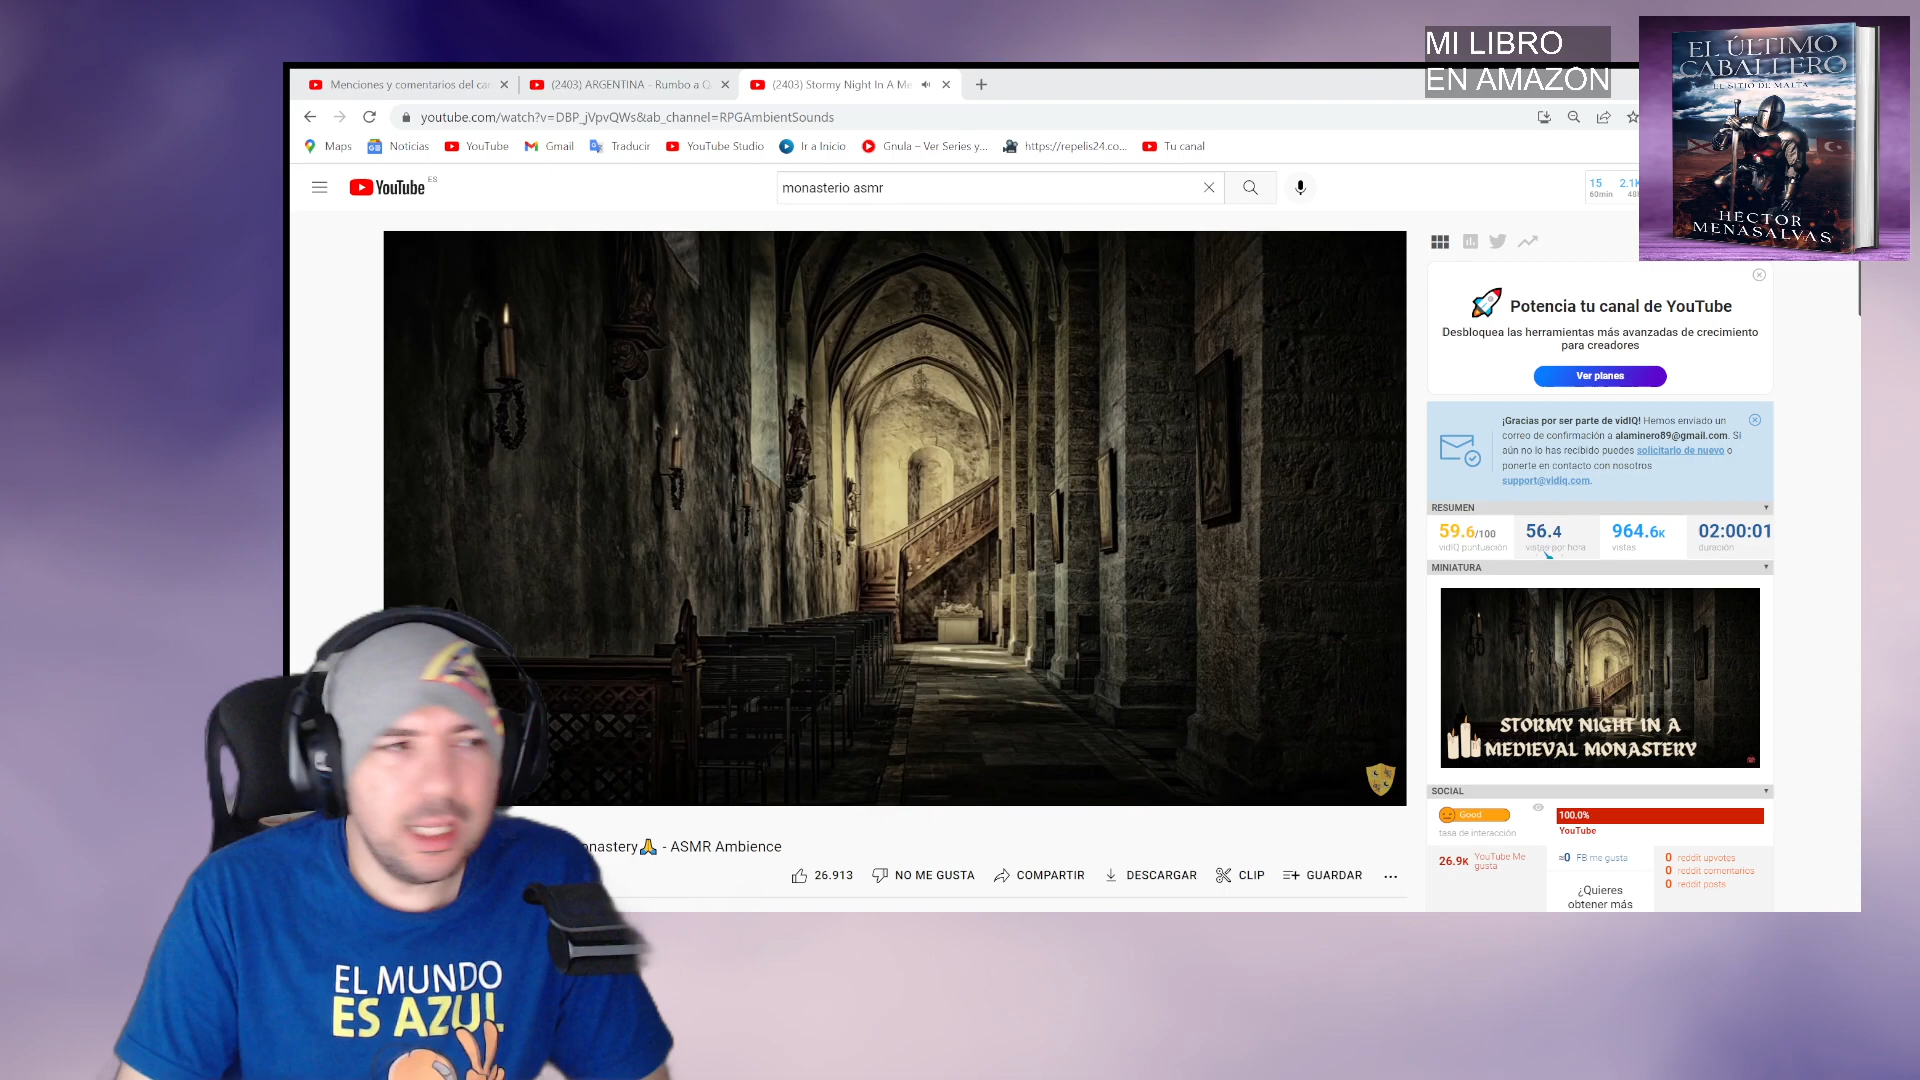 MI LIBRO
EN AMAZON
EL ÚLTIMO
CABALLERO
EL SITIO DE MALTA
HECTOR
MENASALVAS
Menciones y comentarios del ca
(2403) ARGENTINA - Rumbo a Q
(2403) Stormy Night In A Me
youtube.com/watch?v=DBP_jVpvQWs&ab_channel=RPGAmbientSounds
Maps
Noticias
YouTube
Gmail
Traducir
YouTube Studio
Ir a Inicio
Gnula – Ver Series y...
https://repelis24.co...
Tu canal
YouTube ES
monasterio asmr
15
60min
2.1K
48
Potencia tu canal de YouTube
Desbloquea las herramientas más avanzadas de crecimiento
para creadores
Ver planes
¡Gracias por ser parte de vidIQ! Hemos enviado un
correo de confirmación a alaminero89@gmail.com. Si
aún no lo has recibido puedes solicitarlo de nuevo o
ponerte en contacto con nosotros
support@vidiq.com.
RESUMEN
59.6/100
vidIQ puntuación
56.4
vistas por hora
964.6K
vistas
02:00:01
duración
MINIATURA
STORMY NIGHT IN A
MEDIEVAL MONASTERY
SOCIAL
Good
tasa de interacción
100.0%
YouTube
26.9K YouTube Me
gusta
≈0 FB me gusta
0 reddit upvotes
0 reddit comentarios
0 reddit posts
¿Quieres
obtener más
nastery🙏 - ASMR Ambience
26.913
NO ME GUSTA
COMPARTIR
DESCARGAR
CLIP
GUARDAR
EL MUNDO
ES AZUL